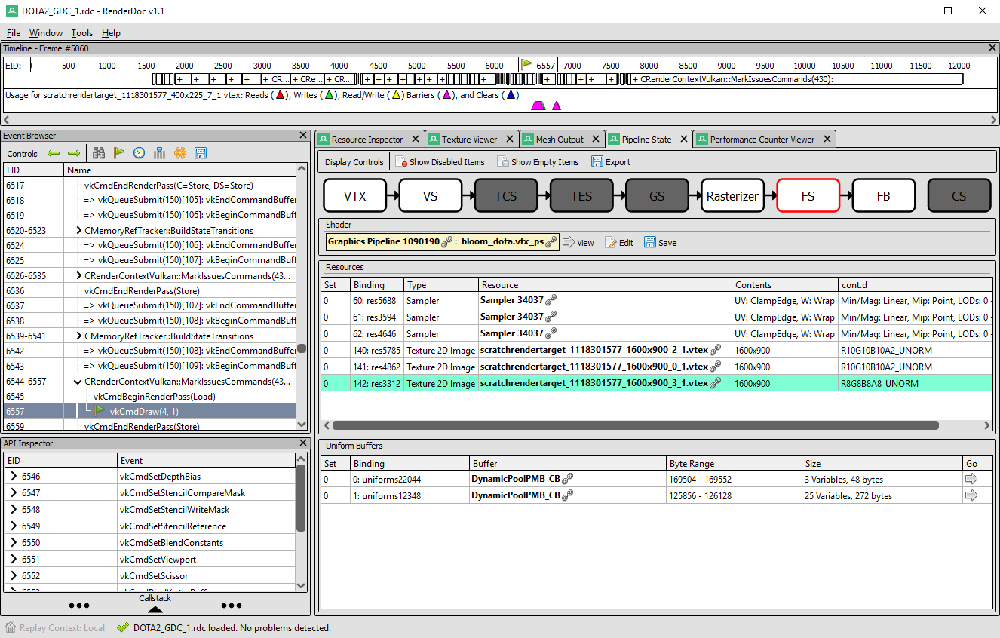 DOTA2_GDC_1.rdc - RenderDoc v1.1
File Window Tools Help
Timeline - Frame #5060
EID: 500 1000 1500 2000 2500 3000 3500 4000 4500 5000 5500 6000 6557 7000 7500 8000 8500 9000 9500 10000 10500 11000 11500 12000
+ + + + + + CR... + CRe... + CR... + + + + + + + + + + + + + CRenderContextVulkan::MarkIssuesCommands(430):
Usage for scratchrendertarget_1118301577_400x225_7_1.vtex: Reads ( ), Writes ( ), Read/Write ( ) Barriers ( ), and Clears ( )
Event Browser
Controls
EID Name
6517 vkCmdEndRenderPass(C=Store, DS=Store)
6518 => vkQueueSubmit(150)[105]: vkEndCommandBuffer
6519 => vkQueueSubmit(150)[106]: vkBeginCommandBuf
6520-6523 CMemoryRefTracker::BuildStateTransitions
6524 => vkQueueSubmit(150)[106]: vkEndCommandBuffer
6525 => vkQueueSubmit(150)[107]: vkBeginCommandBuf
6526-6535 CRenderContextVulkan::MarkIssuesCommands(43...
6536 vkCmdEndRenderPass(Store)
6537 => vkQueueSubmit(150)[107]: vkEndCommandBuffer
6538 => vkQueueSubmit(150)[108]: vkBeginCommandBuf
6539-6541 CMemoryRefTracker::BuildStateTransitions
6542 => vkQueueSubmit(150)[108]: vkEndCommandBuffer
6543 => vkQueueSubmit(150)[109]: vkBeginCommandBuf
6544-6557 CRenderContextVulkan::MarkIssuesCommands(43...
6545 vkCmdBeginRenderPass(Load)
6557 vkCmdDraw(4, 1)
6559 vkCmdEndRenderPass(Store)
API Inspector
EID Event
6546 vkCmdSetDepthBias
6547 vkCmdSetStencilCompareMask
6548 vkCmdSetStencilWriteMask
6549 vkCmdSetStencilReference
6550 vkCmdSetBlendConstants
6551 vkCmdSetViewport
6552 vkCmdSetScissor
Callstack
Resource Inspector Texture Viewer Mesh Output Pipeline State Performance Counter Viewer
Display Controls Show Disabled Items Show Empty Items Export
VTX VS TCS TES GS Rasterizer FS FB CS
Shader
Graphics Pipeline 1090190 : bloom_dota.vfx_ps View Edit Save
Resources
Set Binding Type Resource Contents cont.d
0 60: res5688 Sampler Sampler 34037 UV: ClampEdge, W: Wrap Min/Mag: Linear, Mip: Point, LODs: 0 -
0 61: res3594 Sampler Sampler 34037 UV: ClampEdge, W: Wrap Min/Mag: Linear, Mip: Point, LODs: 0 -
0 62: res4646 Sampler Sampler 34037 UV: ClampEdge, W: Wrap Min/Mag: Linear, Mip: Point, LODs: 0 -
0 140: res5785 Texture 2D Image scratchrendertarget_1118301577_1600x900_2_1.vtex 1600x900 R10G10B10A2_UNORM
0 141: res4862 Texture 2D Image scratchrendertarget_1118301577_1600x900_0_1.vtex 1600x900 R10G10B10A2_UNORM
0 142: res3312 Texture 2D Image scratchrendertarget_1118301577_1600x900_3_1.vtex 1600x900 R8G8B8A8_UNORM
Uniform Buffers
Set Binding Buffer Byte Range Size Go
0 0: uniforms22044 DynamicPoolPMB_CB 169504 - 169552 3 Variables, 48 bytes
0 1: uniforms12348 DynamicPoolPMB_CB 125856 - 126128 25 Variables, 272 bytes
Replay Context: Local DOTA2_GDC_1.rdc loaded. No problems detected.